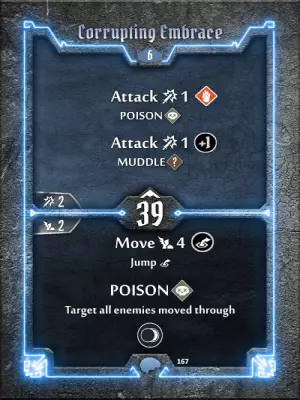 Corrupting Embrace
6
Attack 1
POISON
Attack 1 +1
MUDDLE ?
2
39
2
Move 4
Jump
POISON
Target all enemies moved through
167